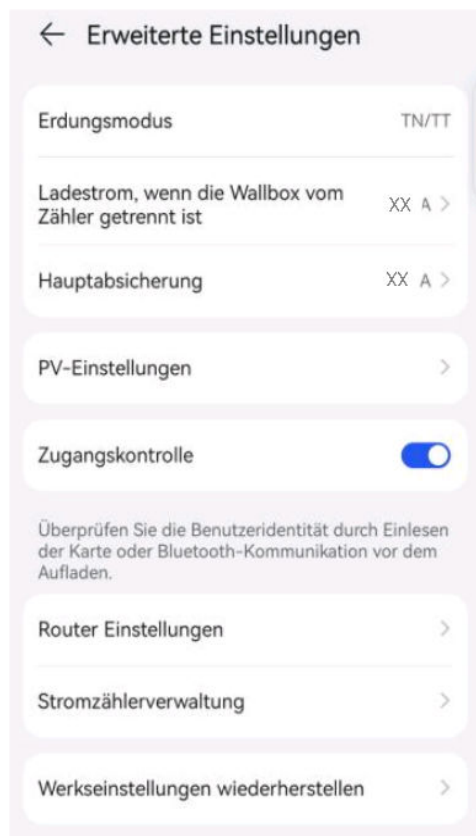 Erweiterte Einstellungen
Erdungsmodus TN/TT
Ladestrom, wenn die Wallbox vom
Zähler getrennt ist XX A
Hauptabsicherung XX A
PV-Einstellungen
Zugangskontrolle
Überprüfen Sie die Benutzeridentität durch Einlesen
der Karte oder Bluetooth-Kommunikation vor dem
Aufladen.
Router Einstellungen
Stromzählerverwaltung
Werkseinstellungen wiederherstellen